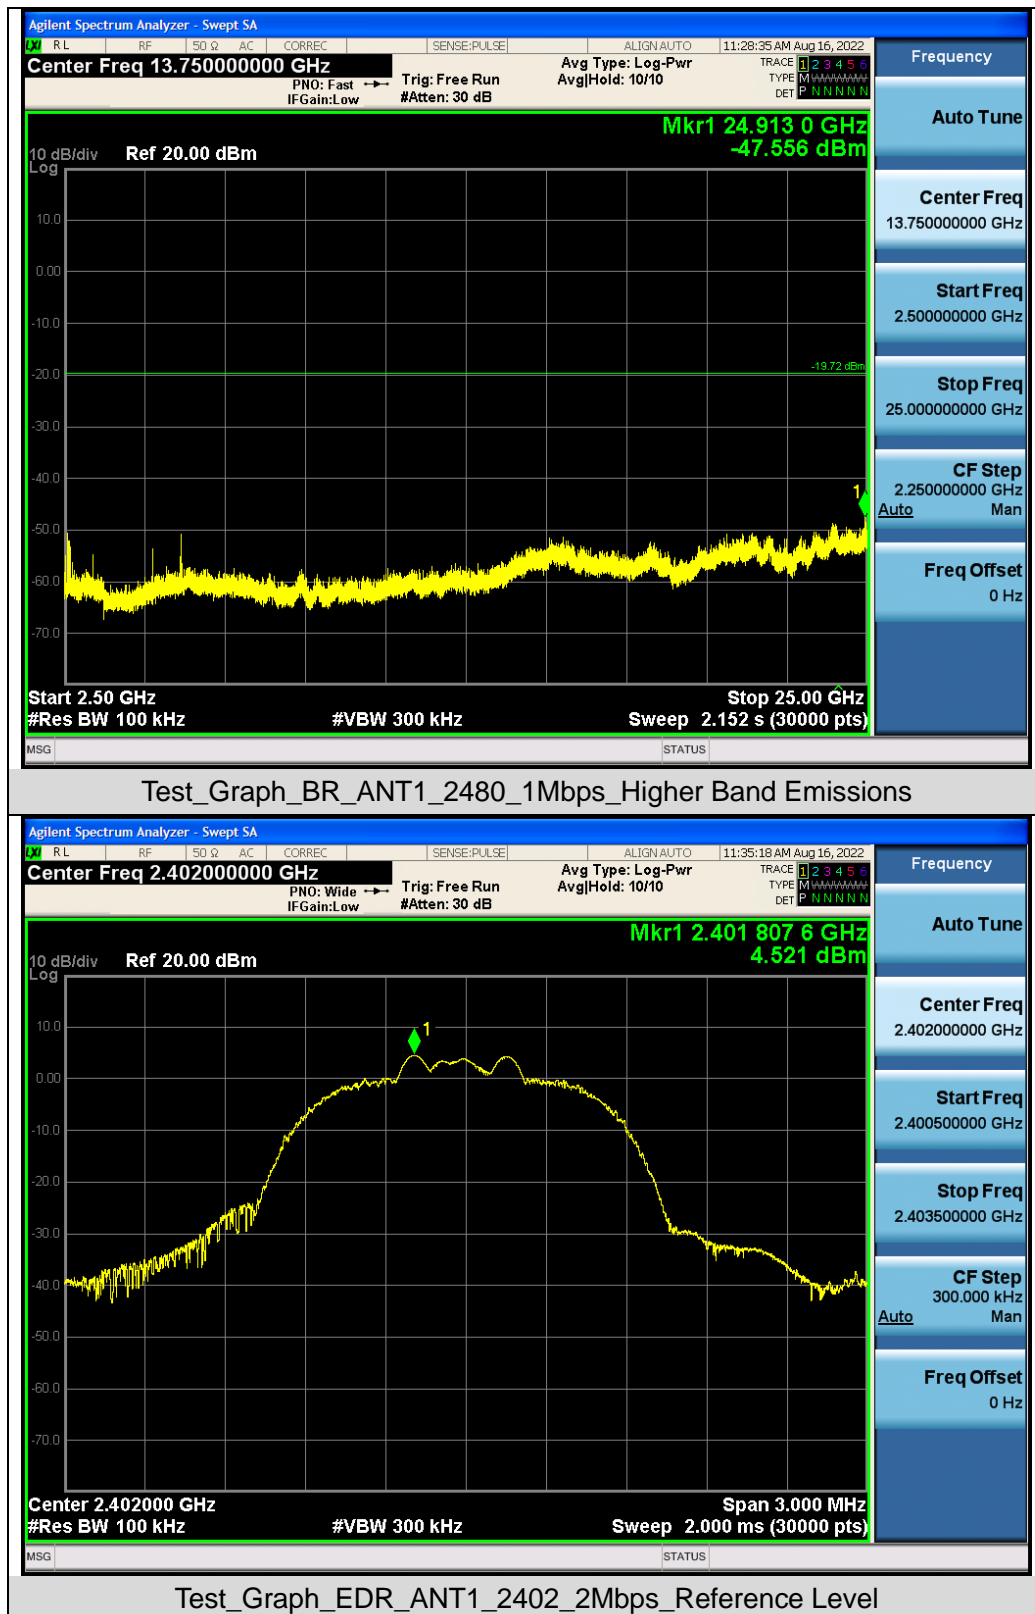 Agilent Spectrum Analyzer - Swept SA
LXI RL RF 50 Ω AC CORREC SENSE:PULSE ALIGN AUTO 11:28:35 AM Aug 16, 2022
Center Freq 13.750000000 GHz
PNO: Fast
IFGain:Low
Trig: Free Run
#Atten: 30 dB
Avg Type: Log-Pwr
Avg|Hold: 10/10
TRACE 1 2 3 4 5 6
TYPE M
DET P N N N N N
Mkr1 24.913 0 GHz
-47.556 dBm
10 dB/div Ref 20.00 dBm
Log
10.0
0.00
-10.0
-19.72 dBm
-20.0
-30.0
-40.0
1
-50.0
-60.0
-70.0
Start 2.50 GHz Stop 25.00 GHz
#Res BW 100 kHz #VBW 300 kHz Sweep 2.152 s (30000 pts)
MSG STATUS
Frequency
Auto Tune
Center Freq
13.750000000 GHz
Start Freq
2.500000000 GHz
Stop Freq
25.000000000 GHz
CF Step
2.250000000 GHz
Auto Man
Freq Offset
0 Hz
Test_Graph_BR_ANT1_2480_1Mbps_Higher Band Emissions
Agilent Spectrum Analyzer - Swept SA
LXI RL RF 50 Ω AC CORREC SENSE:PULSE ALIGN AUTO 11:35:18 AM Aug 16, 2022
Center Freq 2.402000000 GHz
PNO: Wide
IFGain:Low
Trig: Free Run
#Atten: 30 dB
Avg Type: Log-Pwr
Avg|Hold: 10/10
TRACE 1 2 3 4 5 6
TYPE M
DET P N N N N N
Mkr1 2.401 807 6 GHz
4.521 dBm
10 dB/div Ref 20.00 dBm
Log
10.0
1
0.00
-10.0
-20.0
-30.0
-40.0
-50.0
-60.0
-70.0
Center 2.402000 GHz Span 3.000 MHz
#Res BW 100 kHz #VBW 300 kHz Sweep 2.000 ms (30000 pts)
MSG STATUS
Frequency
Auto Tune
Center Freq
2.402000000 GHz
Start Freq
2.400500000 GHz
Stop Freq
2.403500000 GHz
CF Step
300.000 kHz
Auto Man
Freq Offset
0 Hz
Test_Graph_EDR_ANT1_2402_2Mbps_Reference Level